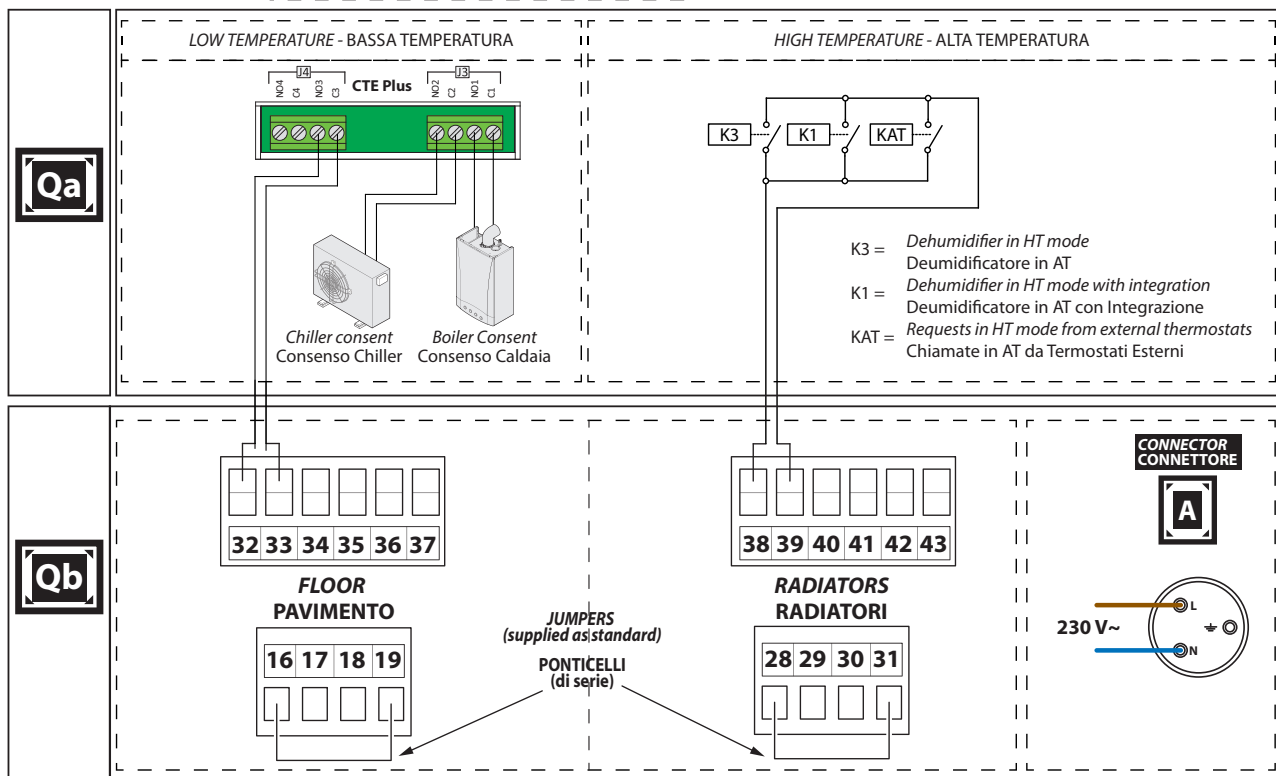 LOW TEMPERATURE - BASSA TEMPERATURA
HIGH TEMPERATURE - ALTA TEMPERATURA
J4
J3
CTE Plus
NO4
C4
NO3
C3
NO2
C2
NO1
C1
K3
K1
KAT
Qa
K3 = Dehumidifier in HT mode
Deumidificatore in AT
K1 = Dehumidifier in HT mode with integration
Deumidificatore in AT con Integrazione
KAT = Requests in HT mode from external thermostats
Chiamate in AT da Termostati Esterni
Chiller consent
Consenso Chiller
Boiler Consent
Consenso Caldaia
Qb
32 33 34 35 36 37
FLOOR
PAVIMENTO
16 17 18 19
JUMPERS
(supplied as standard)
PONTICELLI
(di serie)
38 39 40 41 42 43
RADIATORS
RADIATORI
28 29 30 31
CONNECTOR
CONNETTORE
A
230 V~
L
N